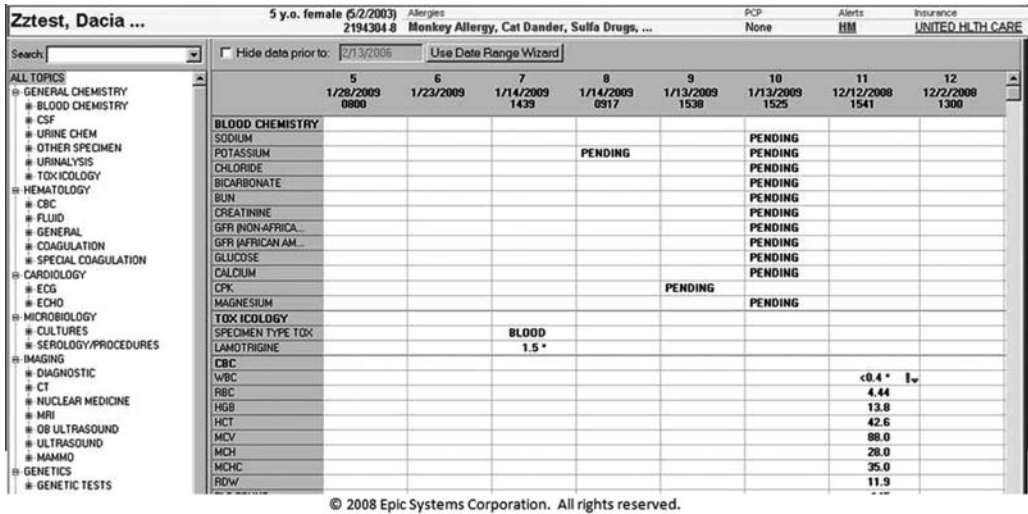 Zztest, Dacia ...
5 y.o. female (5/2/2003)
2194304-8
Allergies
Monkey Allergy, Cat Dander, Sulfa Drugs, ...
PCP
None
Alerts
HM
Insurance
UNITED HLTH CARE
Search:
Hide data prior to: 2/13/2006 Use Date Range Wizard
ALL TOPICS
GENERAL CHEMISTRY
BLOOD CHEMISTRY
CSF
URINE CHEM
OTHER SPECIMEN
URINALYSIS
TOXICOLOGY
HEMATOLOGY
CBC
FLUID
GENERAL
COAGULATION
SPECIAL COAGULATION
CARDIOLOGY
ECG
ECHO
MICROBIOLOGY
CULTURES
SEROLOGY/PROCEDURES
IMAGING
DIAGNOSTIC
CT
NUCLEAR MEDICINE
MRI
OB ULTRASOUND
ULTRASOUND
MAMMO
GENETICS
GENETIC TESTS
5 6 7 8 9 10 11 12
1/28/2009 1/23/2009 1/14/2009 1/14/2009 1/13/2009 1/13/2009 12/12/2008 12/2/2008
0800 1439 0917 1538 1525 1541 1300
BLOOD CHEMISTRY
SODIUM PENDING
POTASSIUM PENDING PENDING
CHLORIDE PENDING
BICARBONATE PENDING
BUN PENDING
CREATININE PENDING
GFR (NON-AFRICA... PENDING
GFR (AFRICAN AM... PENDING
GLUCOSE PENDING
CALCIUM PENDING
CPK PENDING
MAGNESIUM PENDING
TOXICOLOGY
SPECIMEN TYPE TOX BLOOD
LAMOTRIGINE 1.5 *
CBC
WBC <0.4 *
RBC 4.44
HGB 13.8
HCT 42.6
MCV 88.0
MCH 28.0
MCHC 35.0
RDW 11.9
© 2008 Epic Systems Corporation. All rights reserved.